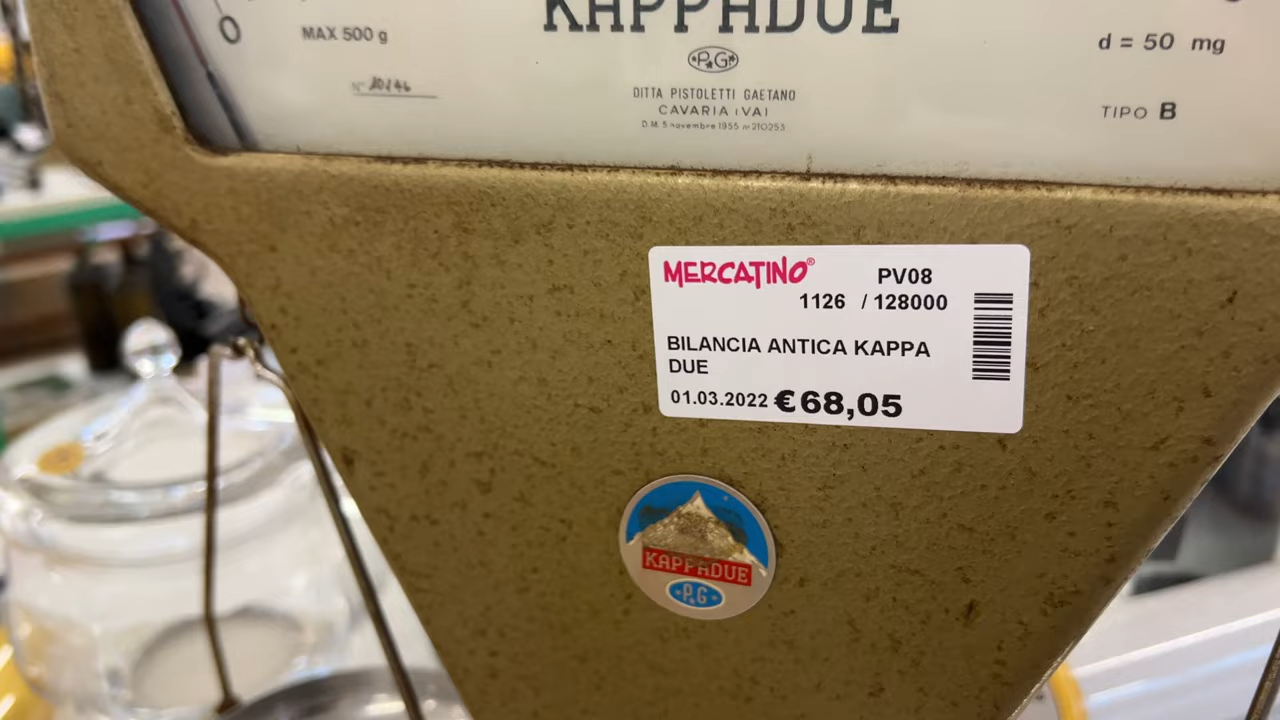 KAPPADUE
MAX 500 g
d = 50 mg
P.G.
DITTA PISTOLETTI GAETANO
CAVARIA (VA)
D.M. 5 novembre 1955 nº 210253
TIPO B
MERCATINO® PV08
1126 / 128000
BILANCIA ANTICA KAPPA
DUE
01.03.2022 €68,05
KAPPADUE
P.G